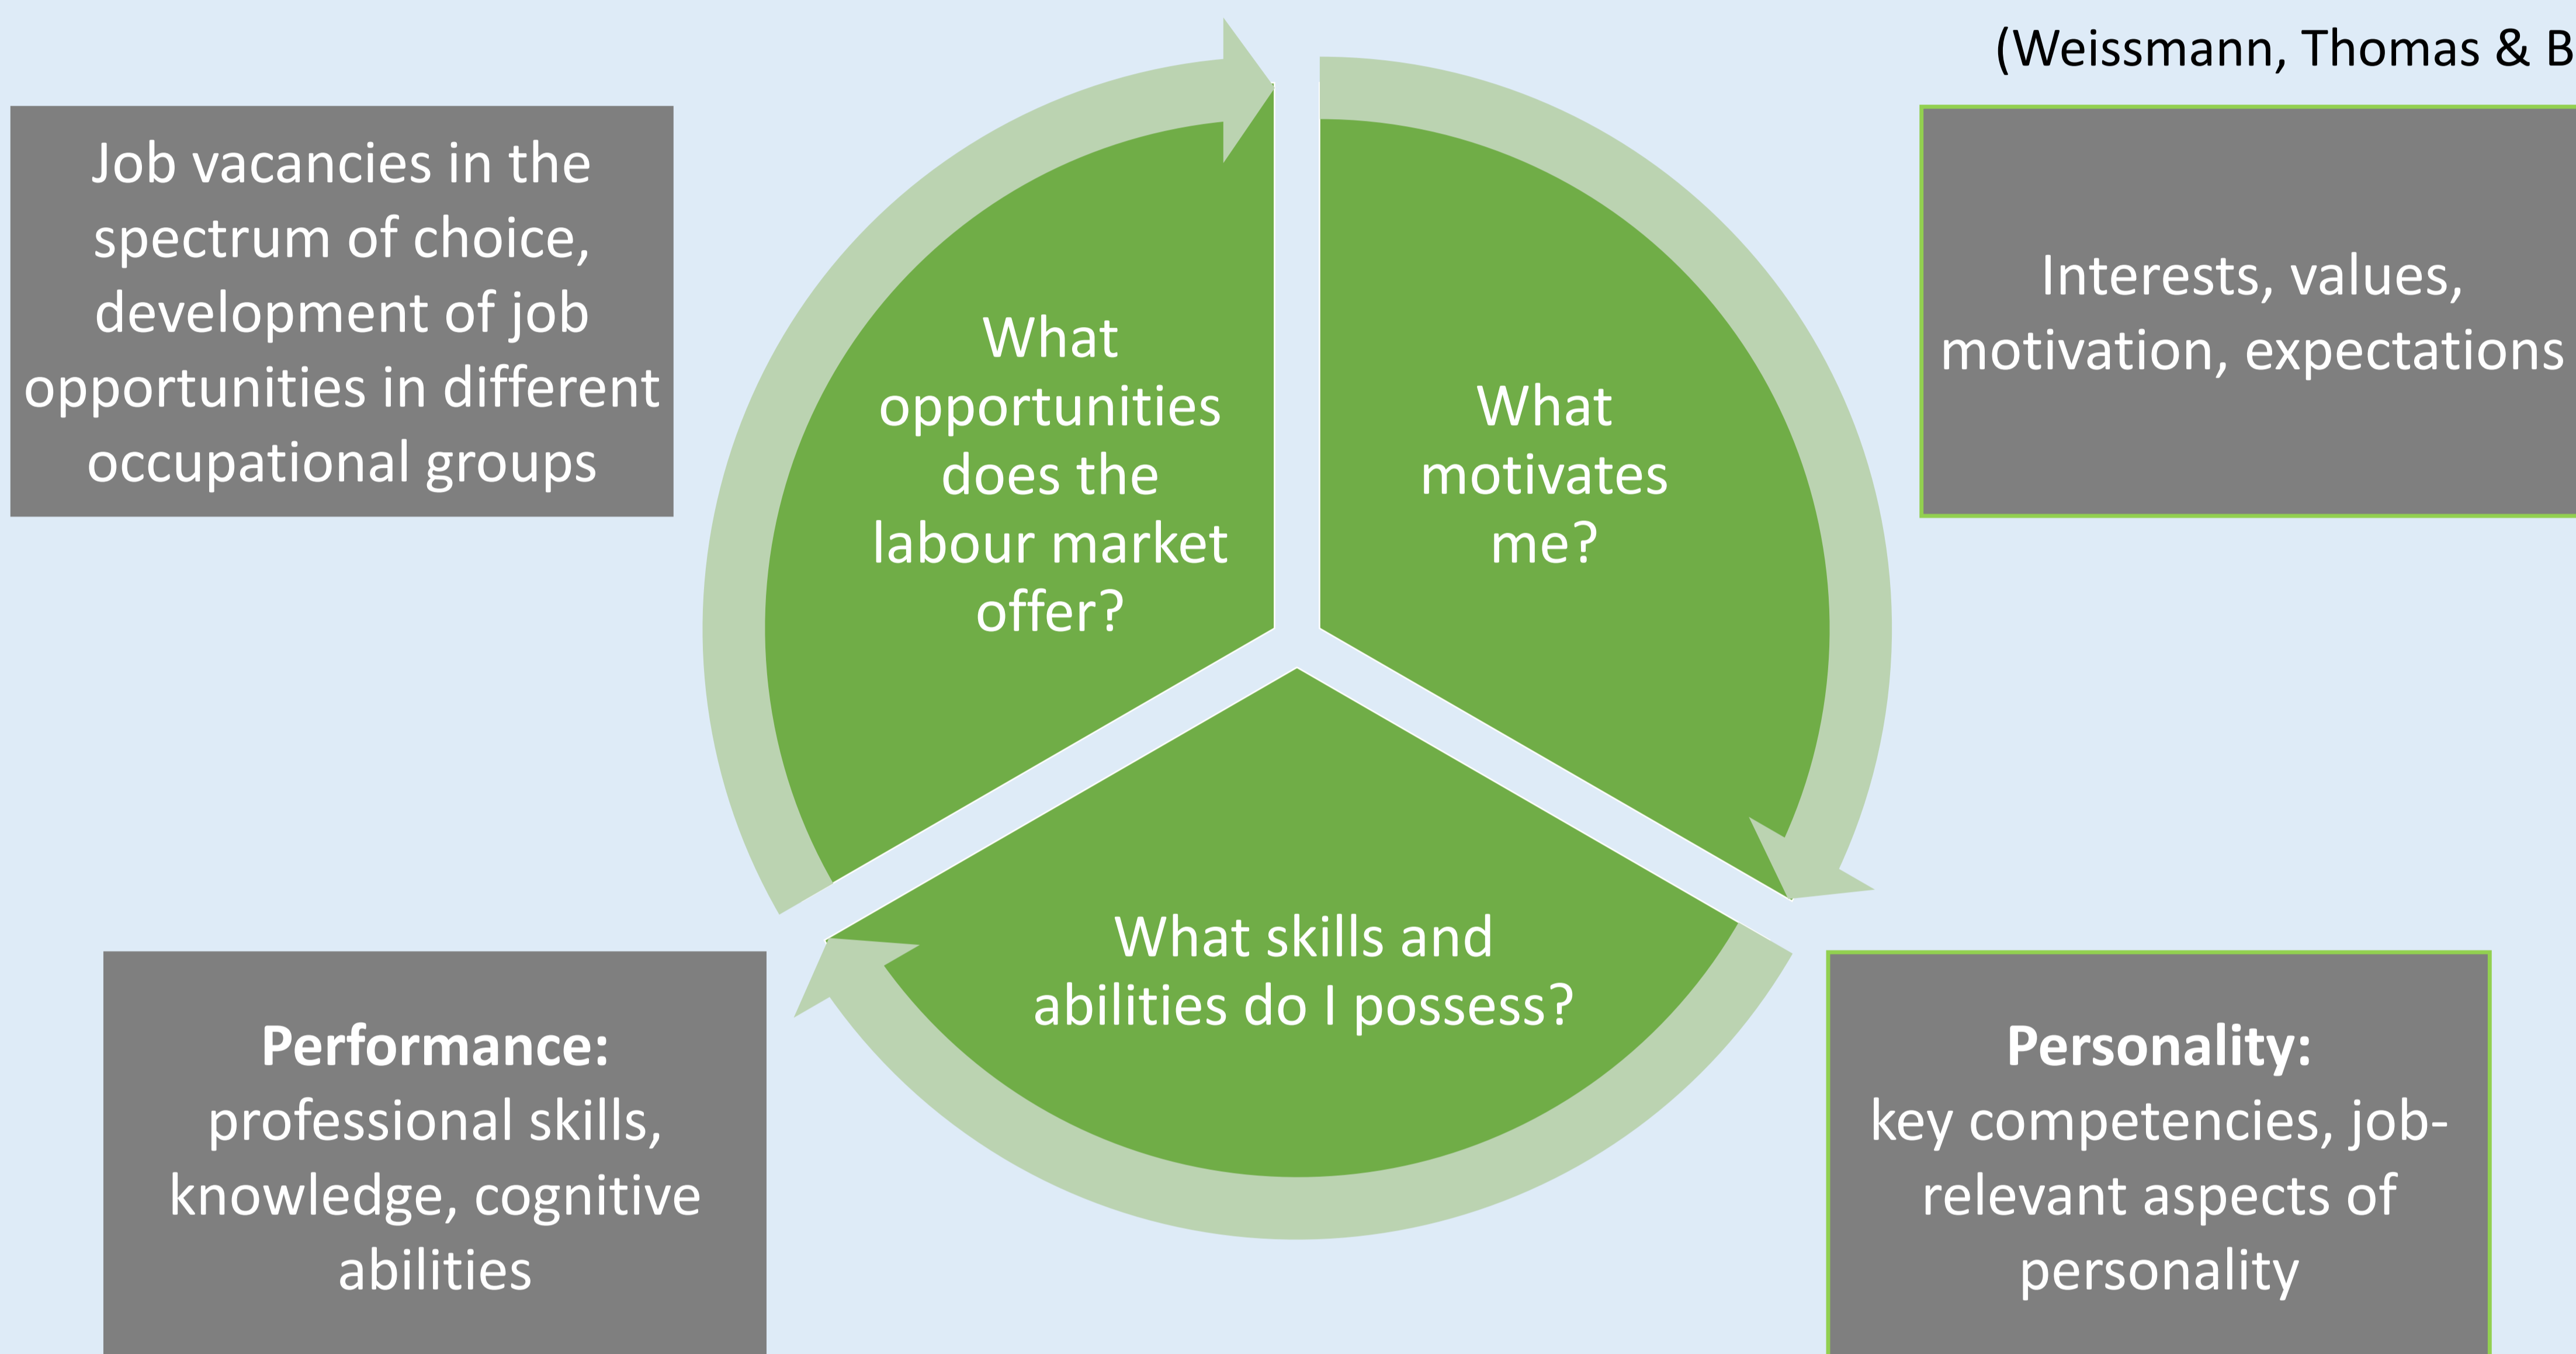 (Weissmann, Thomas & B
Job vacancies in the
spectrum of choice,
development of job
opportunities in different
occupational groups
What
opportunities
does the
labour market
offer?
What
motivates
me?
Interests, values,
motivation, expectations
What skills and
abilities do I possess?
Performance:
professional skills,
knowledge, cognitive
abilities
Personality:
key competencies, job-
relevant aspects of
personality